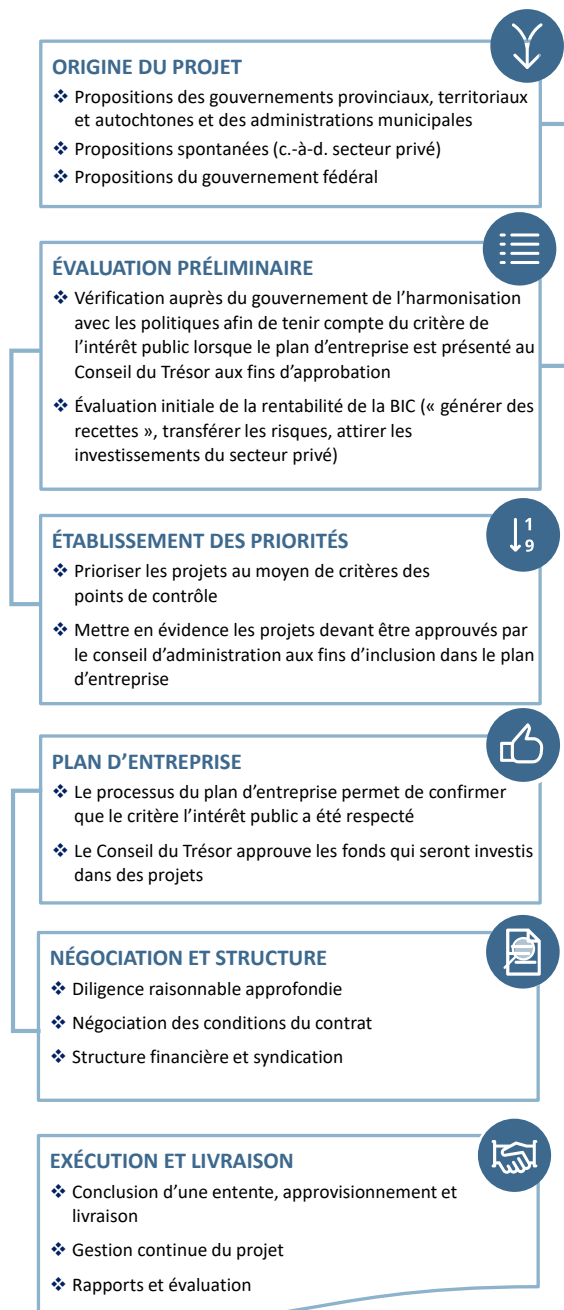 ORIGINE DU PROJET
❖ Propositions des gouvernements provinciaux, territoriaux
et autochtones et des administrations municipales
❖ Propositions spontanées (c.-à-d. secteur privé)
❖ Propositions du gouvernement fédéral
ÉVALUATION PRÉLIMINAIRE
❖ Vérification auprès du gouvernement de l’harmonisation
avec les politiques afin de tenir compte du critère de
l’intérêt public lorsque le plan d’entreprise est présenté au
Conseil du Trésor aux fins d’approbation
❖ Évaluation initiale de la rentabilité de la BIC (« générer des
recettes », transférer les risques, attirer les
investissements du secteur privé)
1
9
ÉTABLISSEMENT DES PRIORITÉS
❖ Prioriser les projets au moyen de critères des
points de contrôle
❖ Mettre en évidence les projets devant être approuvés par
le conseil d’administration aux fins d’inclusion dans le plan
d’entreprise
PLAN D’ENTREPRISE
❖ Le processus du plan d’entreprise permet de confirmer
que le critère l’intérêt public a été respecté
❖ Le Conseil du Trésor approuve les fonds qui seront investis
dans des projets
NÉGOCIATION ET STRUCTURE
❖ Diligence raisonnable approfondie
❖ Négociation des conditions du contrat
❖ Structure financière et syndication
EXÉCUTION ET LIVRAISON
❖ Conclusion d’une entente, approvisionnement et
livraison
❖ Gestion continue du projet
❖ Rapports et évaluation